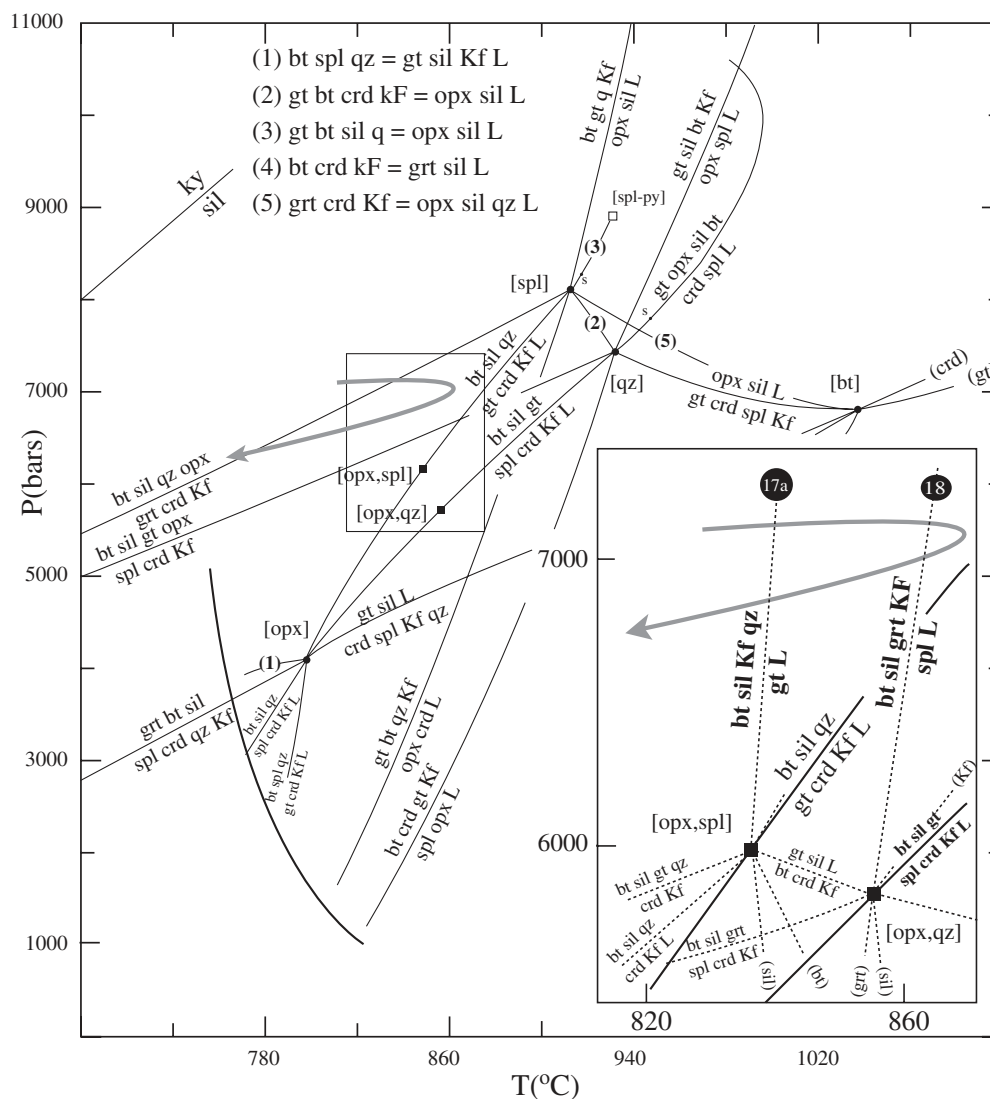 11000
9000
7000
5000
3000
1000
P(bars)
780
860
940
1020
T(°C)
(1) bt spl qz = gt sil Kf L
(2) gt bt crd kF = opx sil L
(3) gt bt sil q = opx sil L
(4) bt crd kF = grt sil L
(5) grt crd Kf = opx sil qz L
ky
sil
bt gt q Kf
opx sil L
gt sil bt Kf
opx spl L
[spl-py]
(3)
s
gt opx sil bt
crd spl L
[spl]
s
(2)
(5)
bt sil qz
gt crd Kf L
[qz]
opx sil L
gt crd spl Kf
[bt]
(crd)
(gt)
bt sil gt
spl crd Kf L
[opx,spl]
[opx,qz]
bt sil qz opx
grt crd Kf
bt sil gt opx
spl crd Kf
gt sil L
crd spl Kf qz
[opx]
(1)
grt bt sil
spl crd qz Kf
bt sil qz
spl crd Kf L
bt spl qz
gt crd Kf L
gt bt qz Kf
opx crd L
bt crd gt Kf
spl opx L
17a
18
7000
6000
820
860
bt sil Kf qz
gt L
bt sil grt KF
spl L
bt sil qz
gt crd Kf L
[opx,spl]
(Kf)
bt sil gt
spl crd Kf L
gt sil L
bt crd Kf
bt sil gt qz
crd Kf
bt sil qz
crd Kf L
bt sil grt
spl crd Kf
[opx,qz]
(sil)
(bt)
(grt)
(sil)